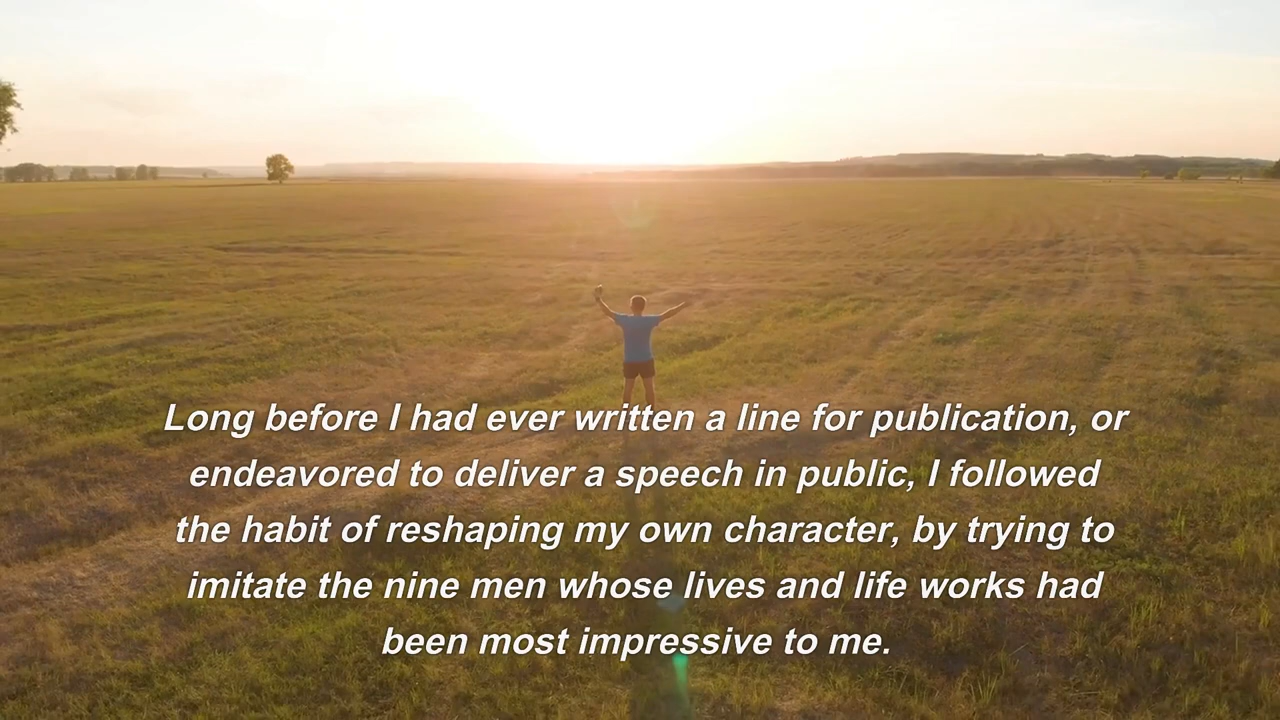 Long before I had ever written a line for publication, or
endeavored to deliver a speech in public, I followed
the habit of reshaping my own character, by trying to
imitate the nine men whose lives and life works had
been most impressive to me.